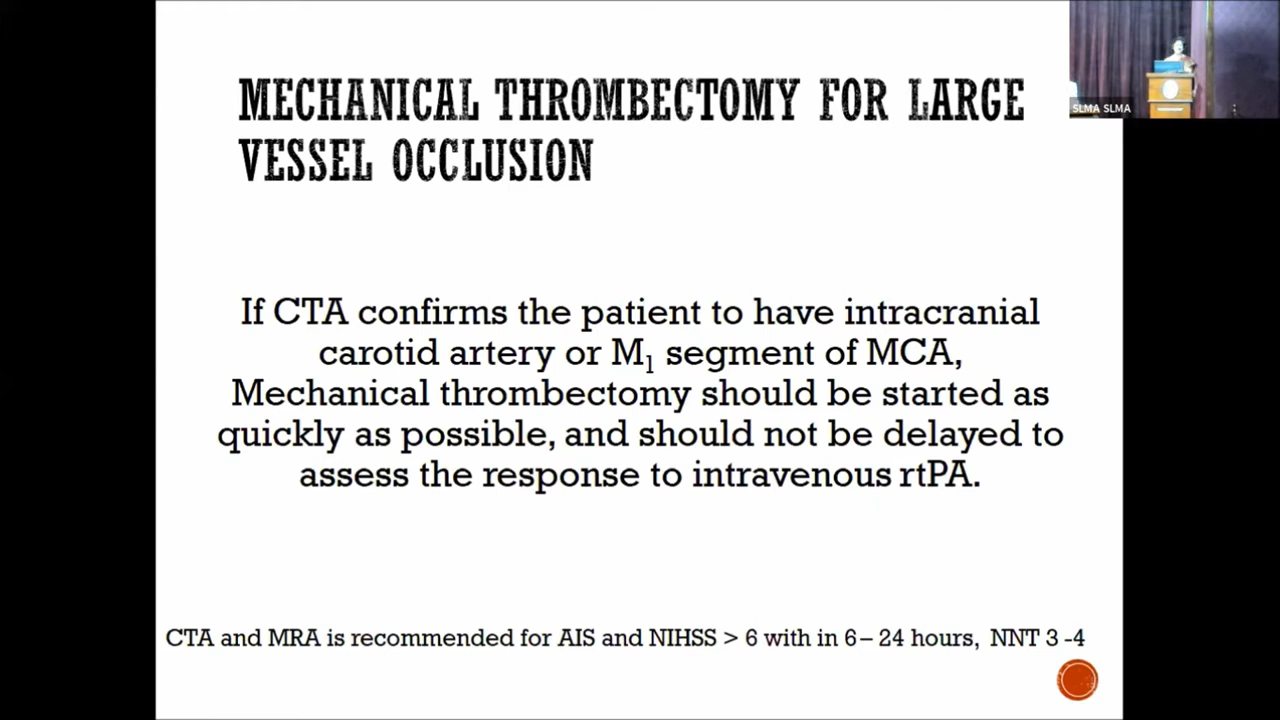 MECHANICAL THROMBECTOMY FOR LARGE
VESSEL OCCLUSION
SLMA SLMA
If CTA confirms the patient to have intracranial
carotid artery or M₁ segment of MCA,
Mechanical thrombectomy should be started as
quickly as possible, and should not be delayed to
assess the response to intravenous rtPA.
CTA and MRA is recommended for AIS and NIHSS > 6 with in 6 – 24 hours, NNT 3 -4